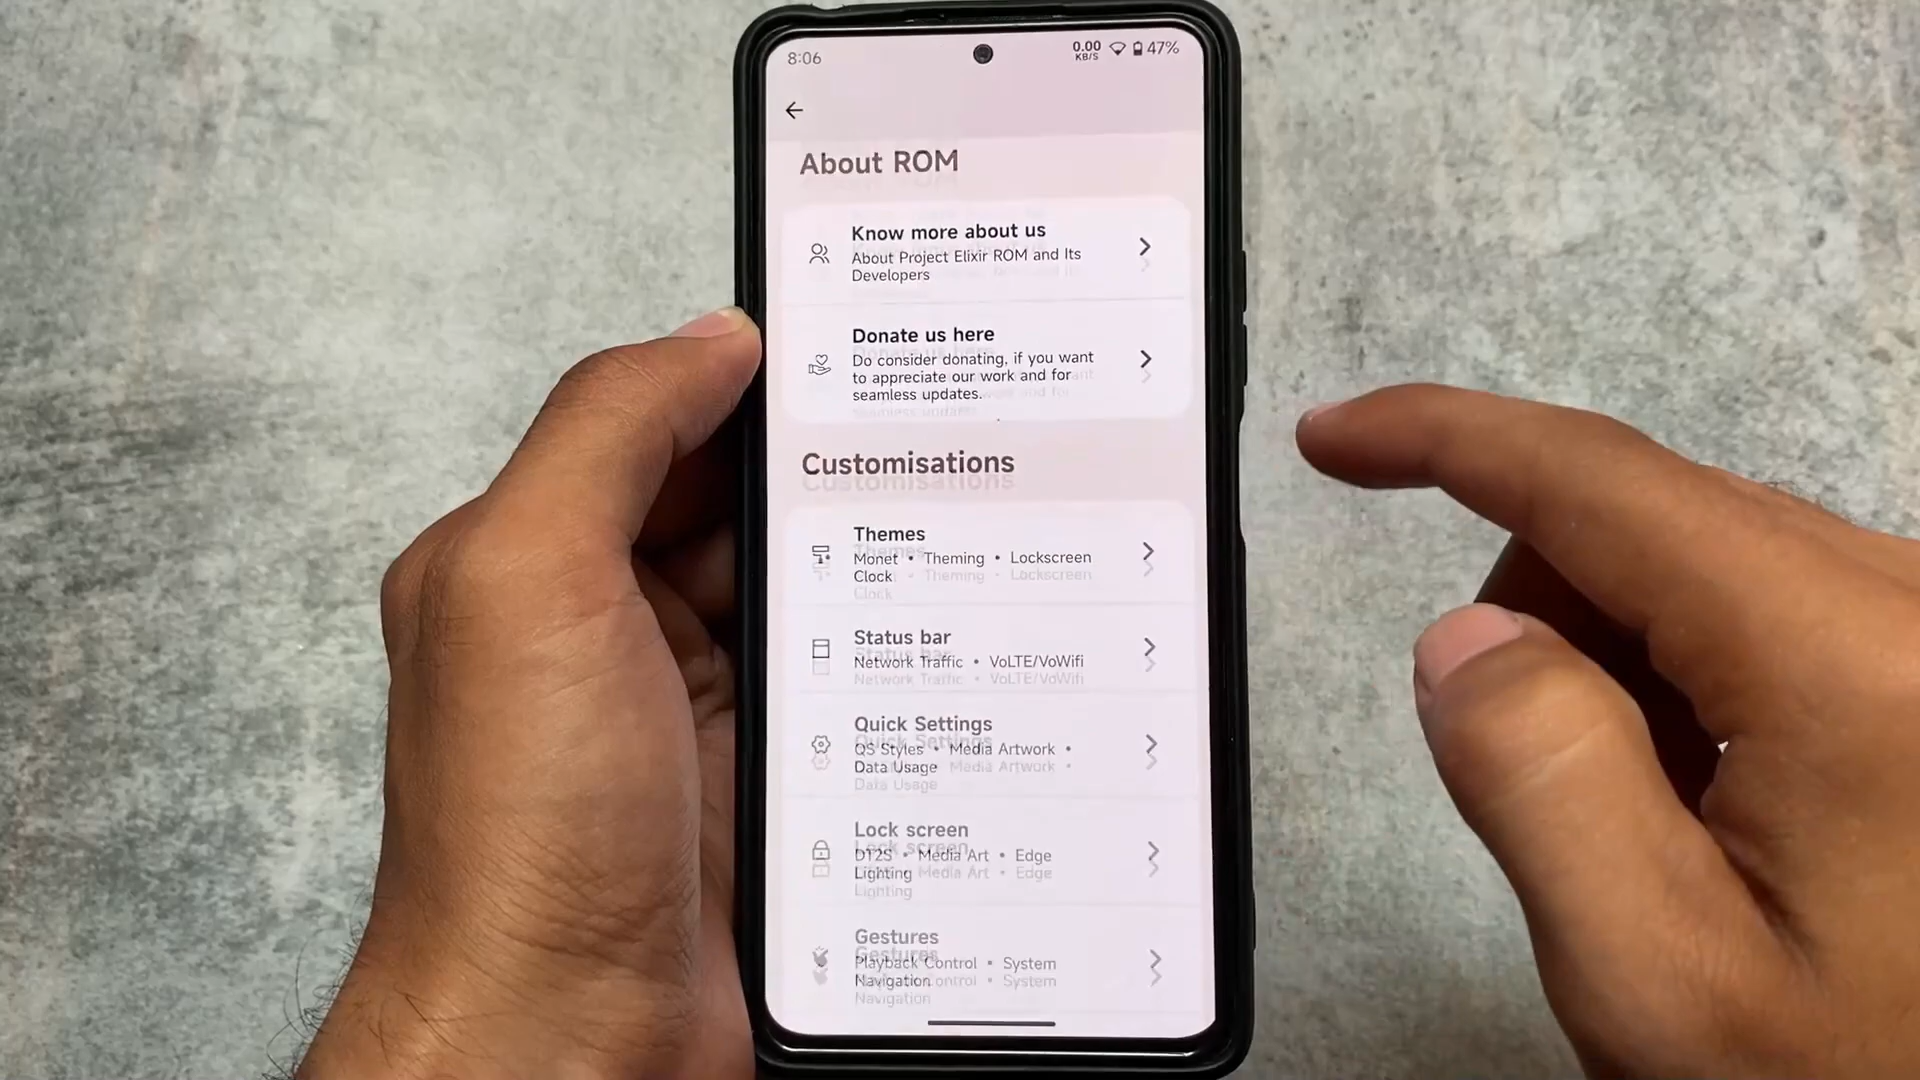 8:06
0.00
KB/S
47%
About ROM
Know more about us
About Project Elixir ROM and Its
Developers
Donate us here
Do consider donating, if you want
to appreciate our work and for
seamless updates.
Customisations
Themes
Monet • Theming • Lockscreen
Clock
Status bar
Network Traffic • VoLTE/VoWifi
Quick Settings
QS Styles • Media Artwork •
Data Usage
Lock screen
DT2S • Media Art • Edge
Lighting
Gestures
Playback Control • System
Navigation